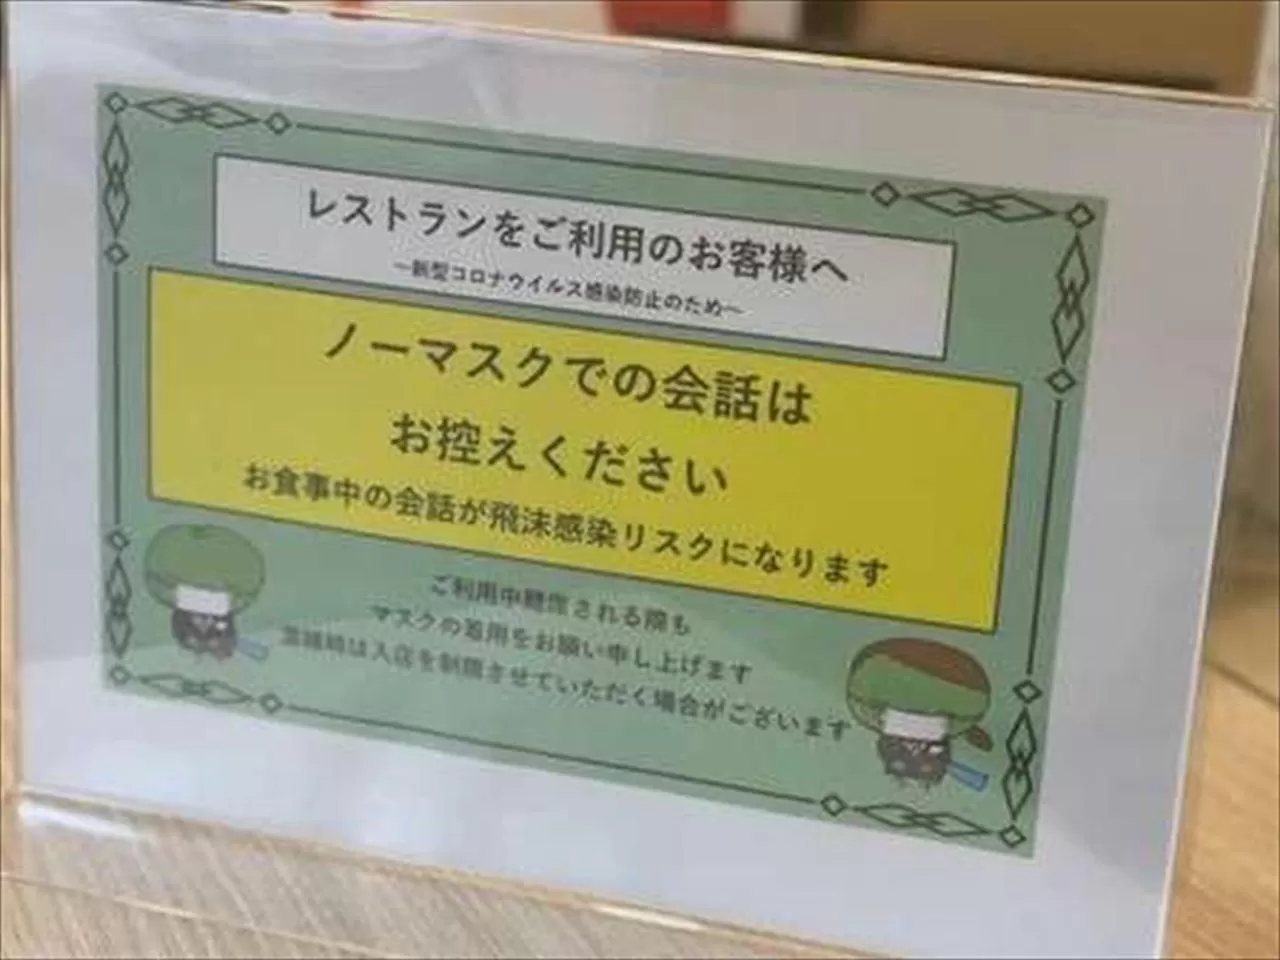 レストランをご利用のお客様へ
～新型コロナウイルス感染防止のため～
ノーマスクでの会話は
お控えください
お食事中の会話が飛沫感染リスクになります
ご利用中離席される際も
マスクの着用をお願い申し上げます
混雑時は入店を制限させていただく場合がございます